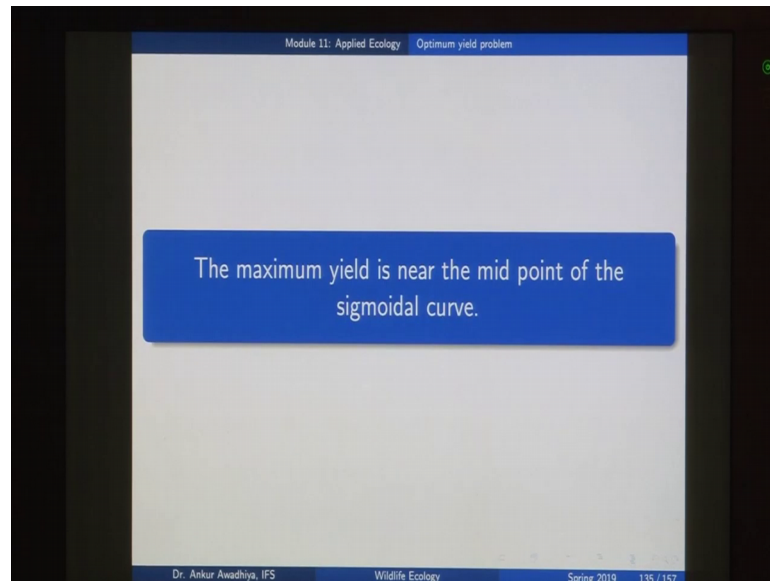 Module 11: Applied Ecology Optimum yield problem
The maximum yield is near the mid point of the
sigmoidal curve.
Dr. Ankur Awadhiya, IFS Wildlife Ecology Spring 2019 135 / 157